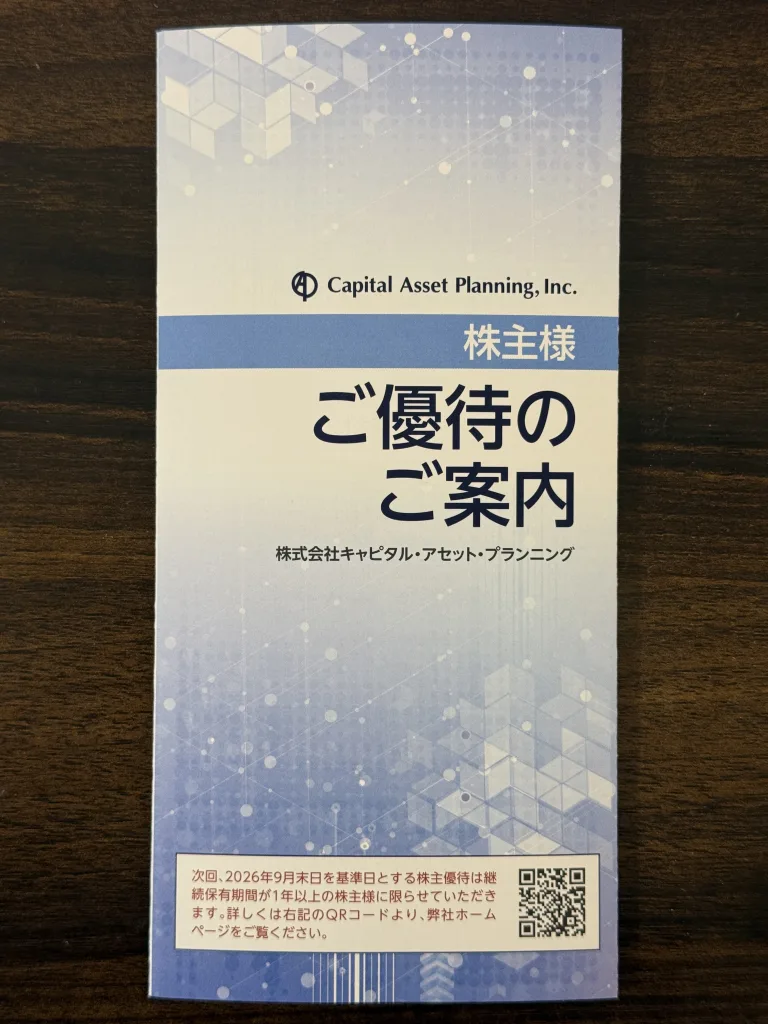 Capital Asset Planning, Inc.
株主様
ご優待の
ご案内
株式会社キャピタル・アセット・プランニング
次回、2026年9月末日を基準日とする株主優待は継
続保有期間が1年以上の株主様に限らせていただき
ます。詳しくは右記のQRコードより、弊社ホーム
ページをご覧ください。